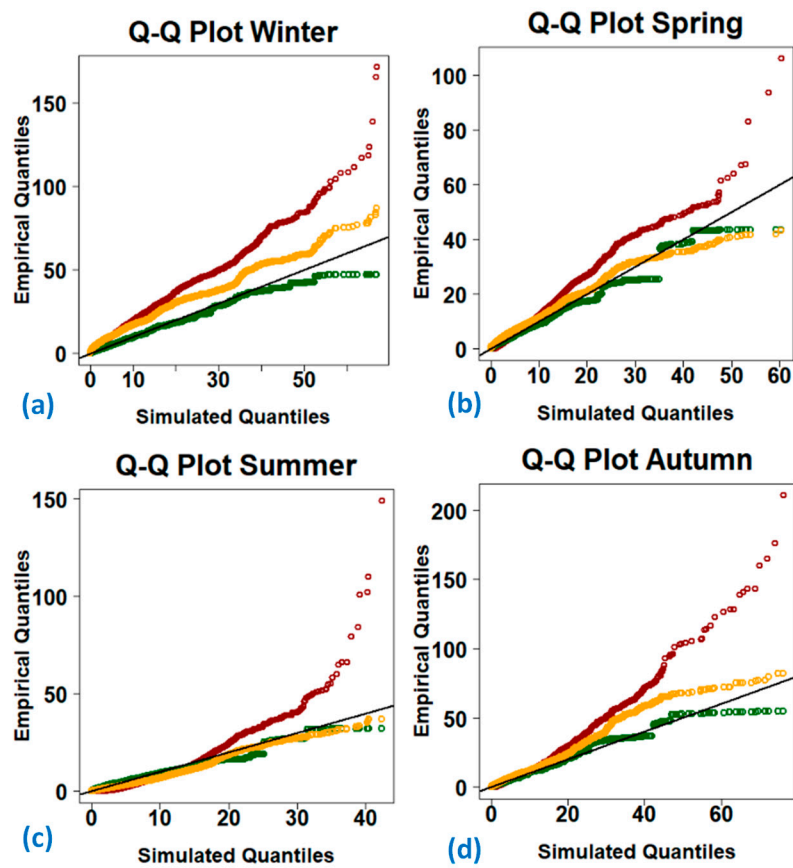 Q-Q Plot Winter
Empirical Quantiles
150
100
50
0
0 10 30 50
Simulated Quantiles
(a)
Q-Q Plot Spring
Empirical Quantiles
100
80
60
40
20
0
0 10 20 30 40 50 60
Simulated Quantiles
(b)
Q-Q Plot Summer
Empirical Quantiles
150
100
50
0
0 10 20 30 40
Simulated Quantiles
(c)
Q-Q Plot Autumn
Empirical Quantiles
200
150
100
50
0
0 20 40 60
Simulated Quantiles
(d)